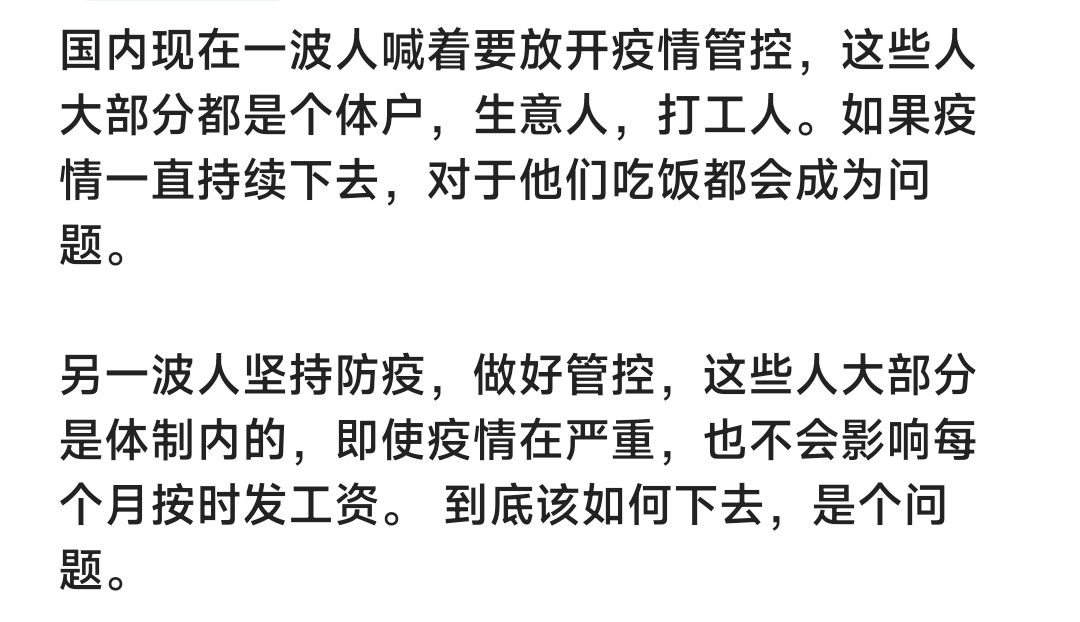 国内现在一波人喊着要放开疫情管控，这些人
大部分都是个体户，生意人，打工人。如果疫
情一直持续下去，对于他们吃饭都会成为问
题。
另一波人坚持防疫，做好管控，这些人大部分
是体制内的，即使疫情在严重，也不会影响每
个月按时发工资。 到底该如何下去，是个问
题。